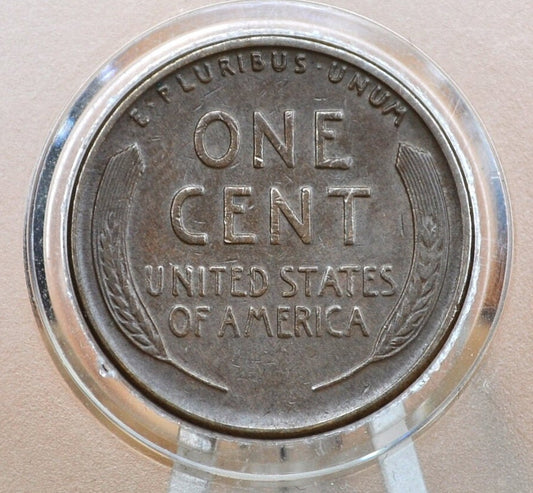 E·PLURIBUS·UNUM
ONE
CENT
UNITED STATES
OF AMERICA